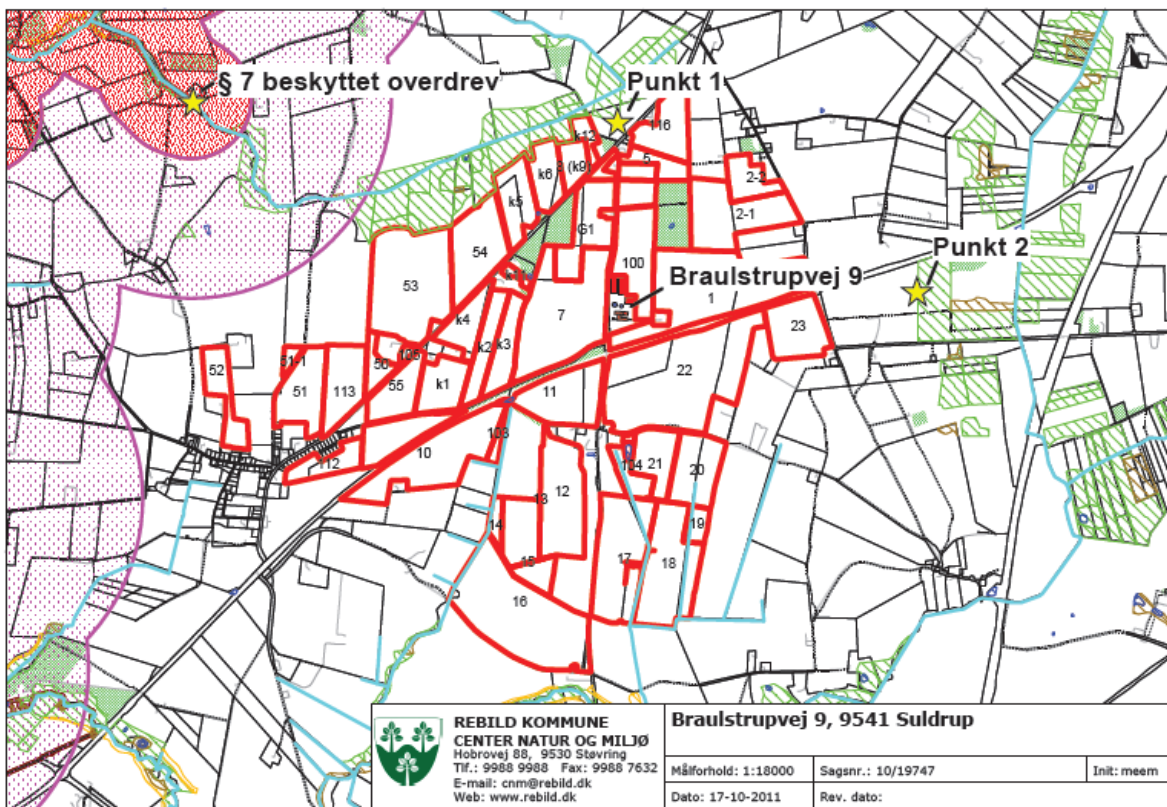 § 7 beskyttet overdrev
Punkt 1
k12
116
5
k6
(k9)
2-2
k5
2-1
G1
54
100
Punkt 2
Braulstrupvej 9
53
1
7
k4
23
k2
k3
51-1
52
56
105
22
51
113
55
k1
11
103
10
112
104
21
20
12
13
14
19
15
17
18
16
REBILD KOMMUNE
CENTER NATUR OG MILJØ
Hobrovej 88, 9530 Støvring
Tlf.: 9988 9988 Fax: 9988 7632
E-mail: cnm@rebild.dk
Web: www.rebild.dk
Braulstrupvej 9, 9541 Suldrup
Målforhold: 1:18000
Sagsnr.: 10/19747
Init: meem
Dato: 17-10-2011
Rev. dato: